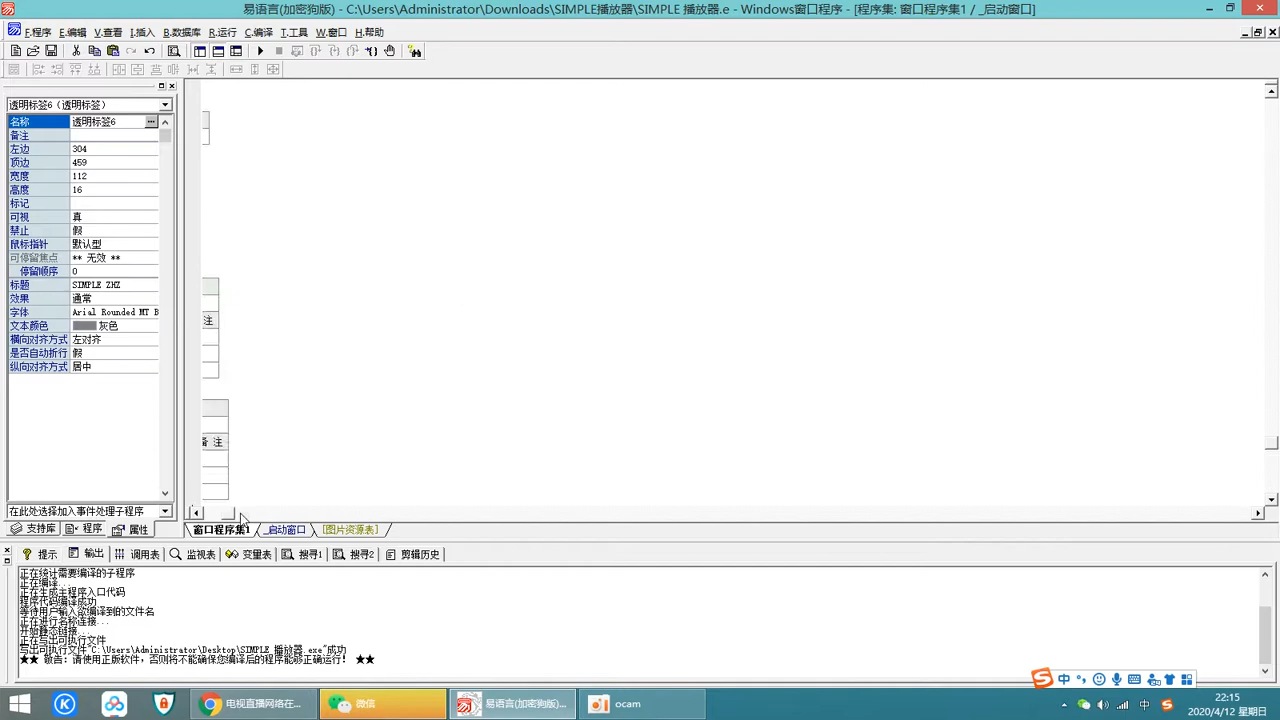 易语言(加密狗版) - C:\Users\Administrator\Downloads\SIMPLE播放器\SIMPLE 播放器.e - Windows窗口程序 - [程序集: 窗口程序集1 / _启动窗口]
F.程序 E.编辑 V.查看 I.插入 B.数据库 R.运行 C.编译 T.工具 W.窗口 H.帮助
透明标签6（透明标签）
名称 透明标签6
备注
左边 304
顶边 459
宽度 112
高度 16
标记
可视 真
禁止 假
鼠标指针 默认型
可停留焦点 ** 无效 **
停留顺序 0
标题 SIMPLE ZHZ
效果 通常
字体 Arial Rounded MT B
文本颜色 灰色
横向对齐方式 左对齐
是否自动折行 假
纵向对齐方式 居中
注
备 注
在此处选择加入事件处理子程序
支持库 程序 属性
窗口程序集1 _启动窗口 [图片资源表]
提示 输出 调用表 监视表 变量表 搜寻1 搜寻2 剪辑历史
正在统计需要编译的子程序
正在编译...
正在生成主程序入口代码
程序代码编译成功
等待用户输入欲编译到的文件名
正在进行名称连接...
开始静态链接...
正在写出可执行文件
写出可执行文件"C:\Users\Administrator\Desktop\SIMPLE 播放器.exe"成功
★★ 敬告：请使用正版软件，否则将不能确保您编译后的程序能够正确运行！ ★★
中
电视直播网络在... 微信 易语言(加密狗版)... ocam
中
22:15
2020/4/12 星期日